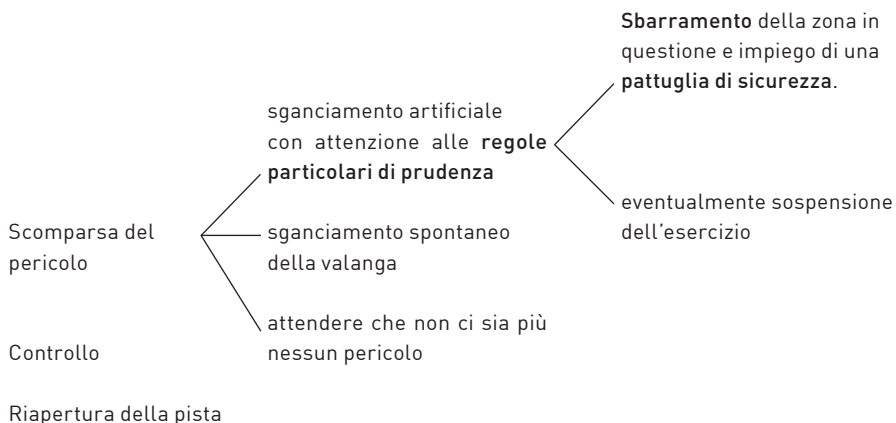 Sbarramento della zona in
questione e impiego di una
pattuglia di sicurezza.
sganciamento artificiale
con attenzione alle regole
particolari di prudenza
eventualmente sospensione
dell'esercizio
Scomparsa del
pericolo
sganciamento spontaneo
della valanga
attendere che non ci sia più
nessun pericolo
Controllo
Riapertura della pista